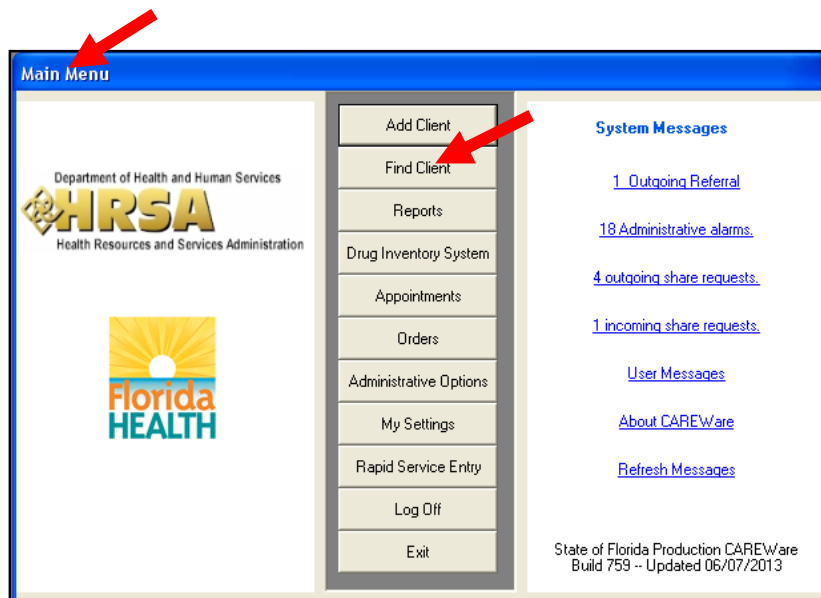 Main Menu
Department of Health and Human Services
HRSA
Health Resources and Services Administration
Florida
HEALTH
Add Client
Find Client
Reports
Drug Inventory System
Appointments
Orders
Administrative Options
My Settings
Rapid Service Entry
Log Off
Exit
System Messages
1 Outgoing Referral
18 Administrative alarms.
4 outgoing share requests.
1 incoming share requests.
User Messages
About CAREWare
Refresh Messages
State of Florida Production CAREWare
Build 759 -- Updated 06/07/2013